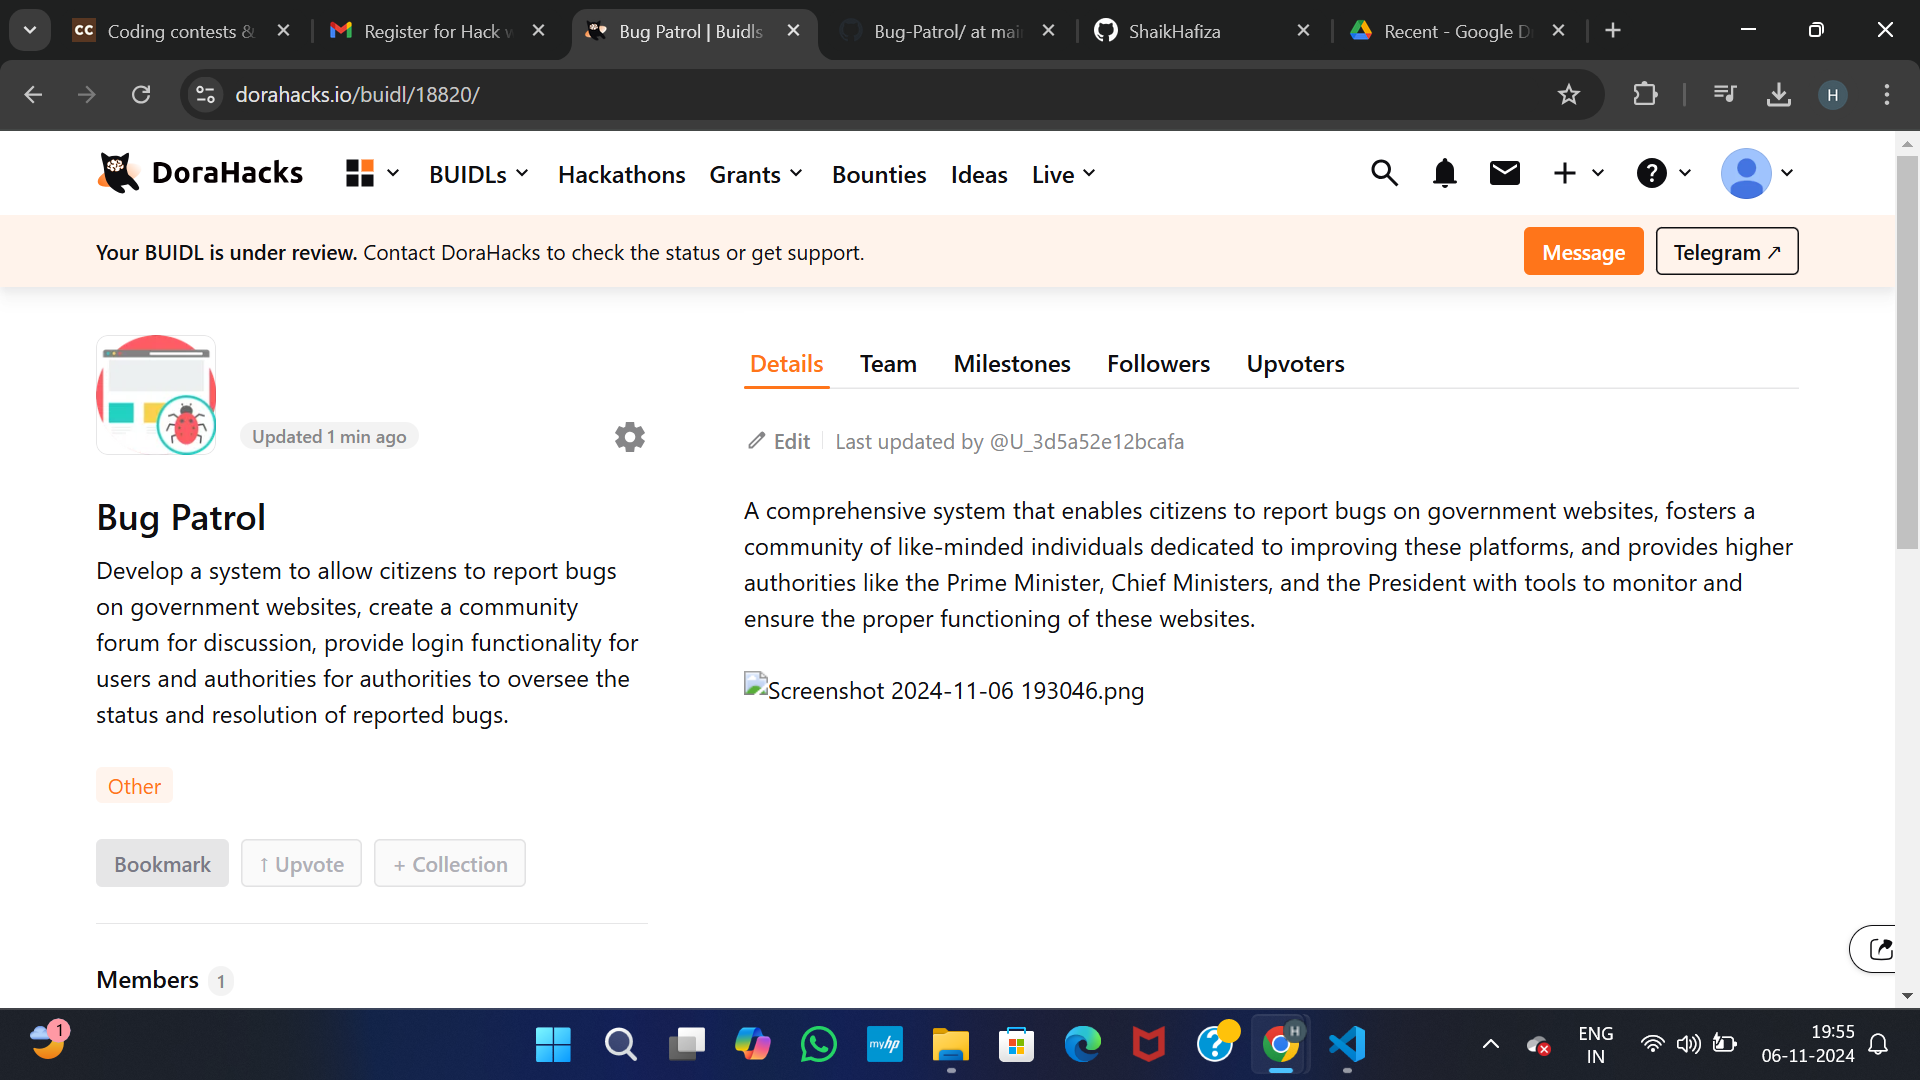 CC Coding contests &
Register for Hack w
Bug Patrol | Buidls
Bug-Patrol/ at mai
ShaikHafiza
Recent - Google D
dorahacks.io/buidl/18820/
H
DoraHacks
BUIDLs
Hackathons
Grants
Bounties
Ideas
Live
Your BUIDL is under review. Contact DoraHacks to check the status or get support.
Message
Telegram ↗
Updated 1 min ago
Bug Patrol
Develop a system to allow citizens to report bugs
on government websites, create a community
forum for discussion, provide login functionality for
users and authorities for authorities to oversee the
status and resolution of reported bugs.
Other
Bookmark
↑ Upvote
+ Collection
Members 1
Details
Team
Milestones
Followers
Upvoters
Edit
Last updated by @U_3d5a52e12bcafa
A comprehensive system that enables citizens to report bugs on government websites, fosters a
community of like-minded individuals dedicated to improving these platforms, and provides higher
authorities like the Prime Minister, Chief Ministers, and the President with tools to monitor and
ensure the proper functioning of these websites.
Screenshot 2024-11-06 193046.png
1
myhp
H
ENG
IN
19:55
06-11-2024